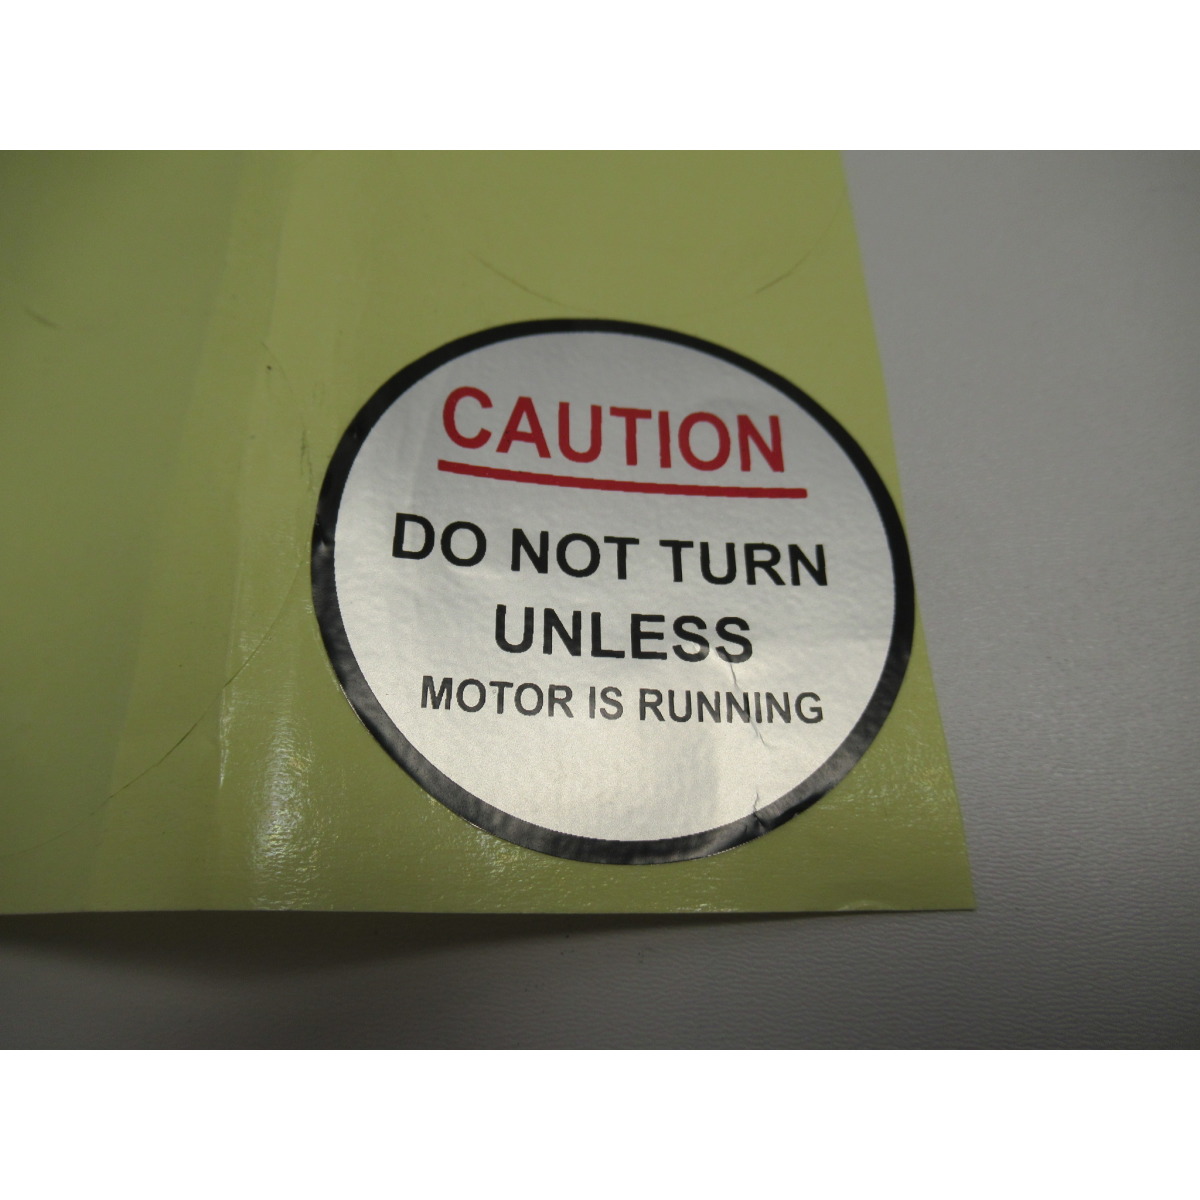 CAUTION
DO NOT TURN
UNLESS
MOTOR IS RUNNING